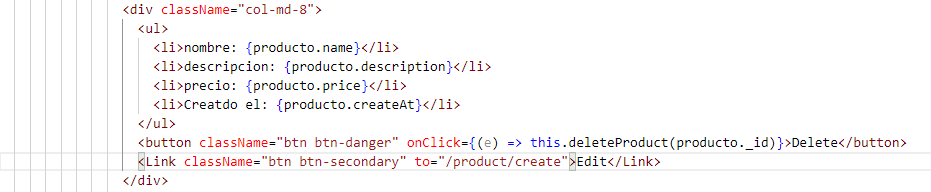 <div className="col-md-8">
<ul>
<li>nombre: {producto.name}</li>
<li>descripcion: {producto.description}</li>
<li>precio: {producto.price}</li>
<li>Creatdo el: {producto.createAt}</li>
</ul>
<button className="btn btn-danger" onClick={(e) => this.deleteProduct(producto._id)}>Delete</button>
<Link className="btn btn-secondary" to="/product/create">Edit</Link>
</div>